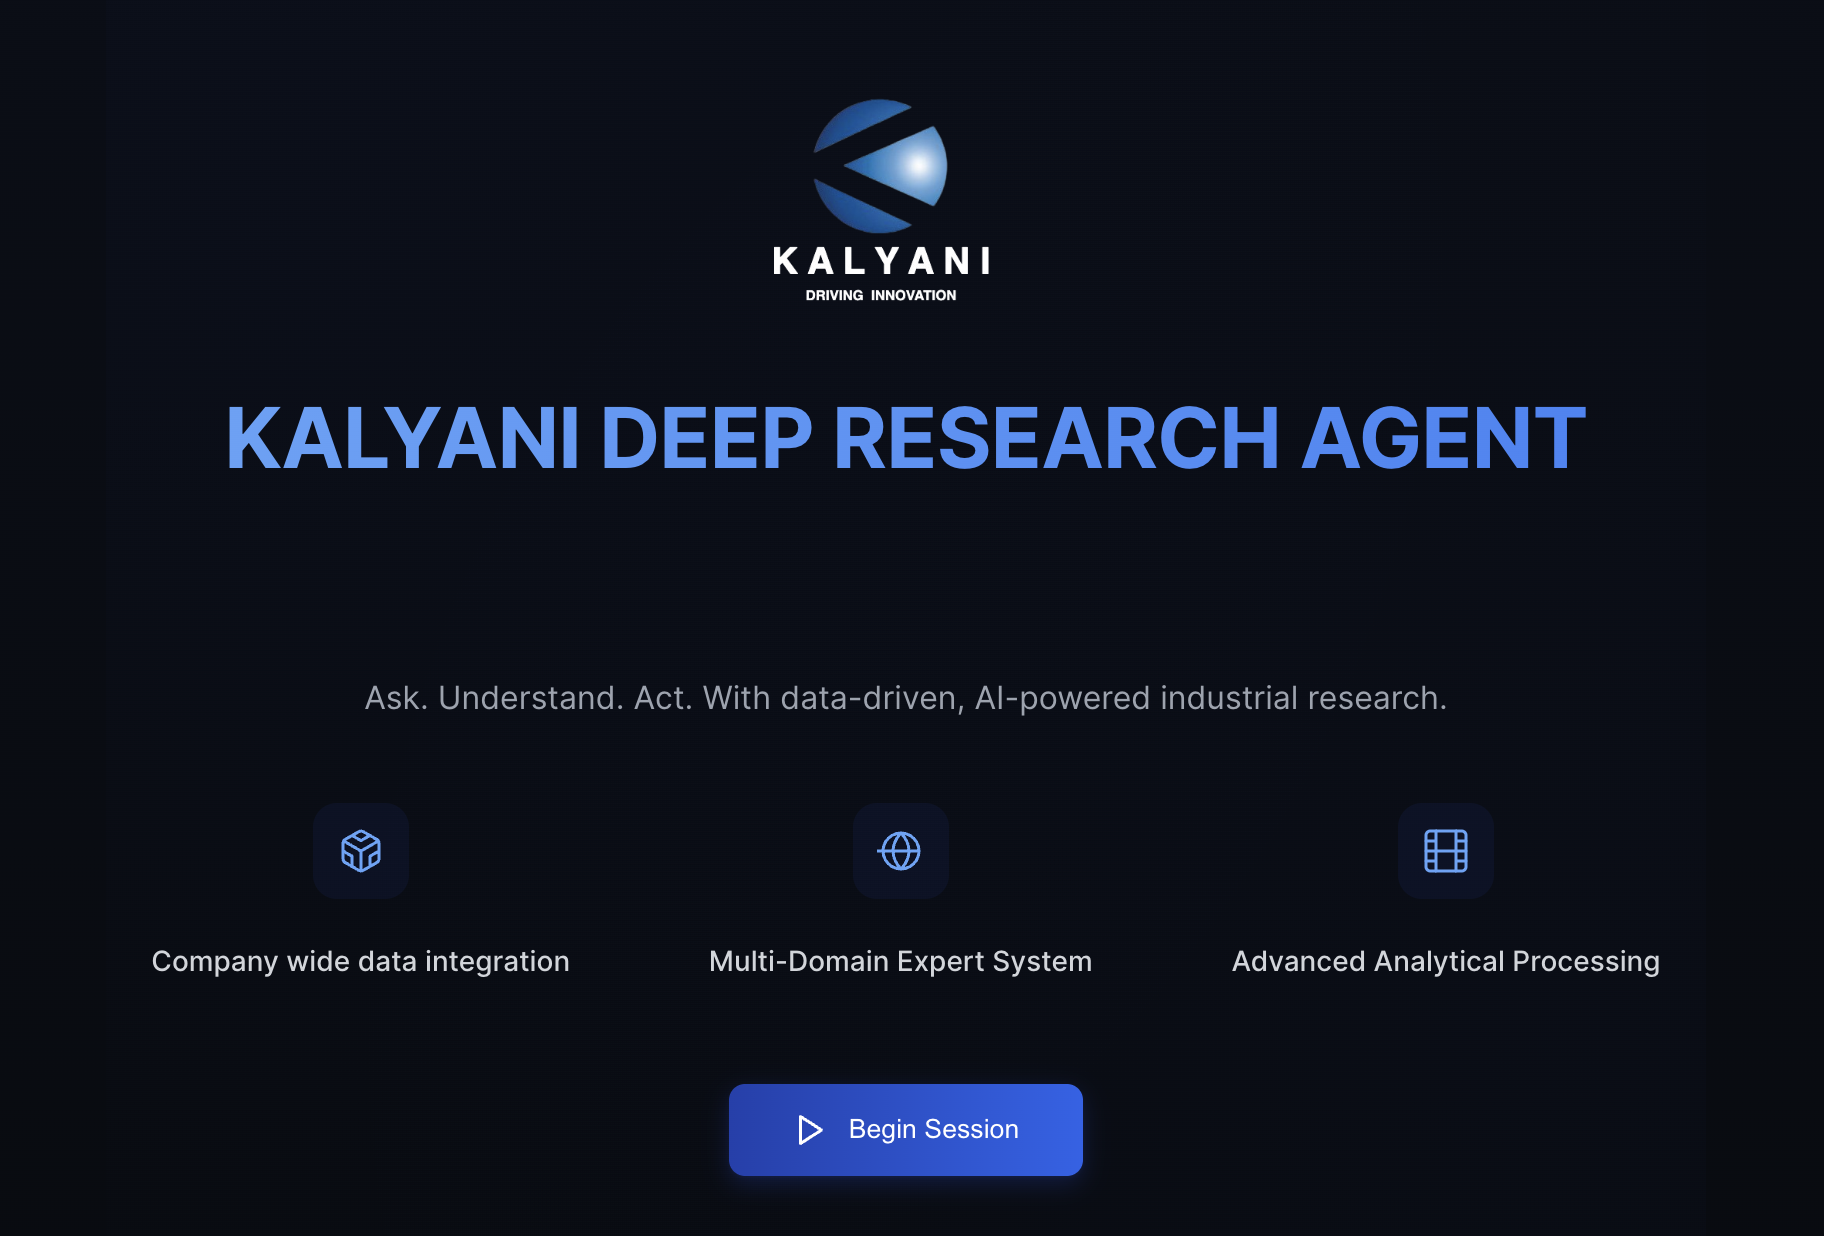 KALYANI
DRIVING INNOVATION
KALYANI DEEP RESEARCH AGENT
Ask. Understand. Act. With data-driven, AI-powered industrial research.
Company wide data integration
Multi-Domain Expert System
Advanced Analytical Processing
Begin Session